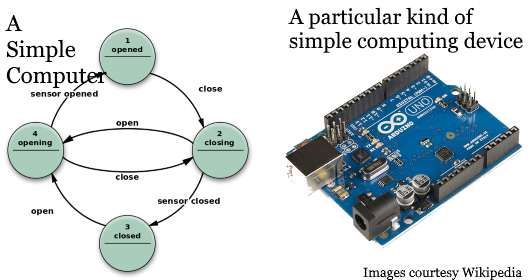 A
Simple
Computer
1
opened
sensor opened
close
4
opening
open
2
closing
close
open
sensor closed
3
closed
A particular kind of
simple computing device
UNO
ARDUINO
Images courtesy Wikipedia